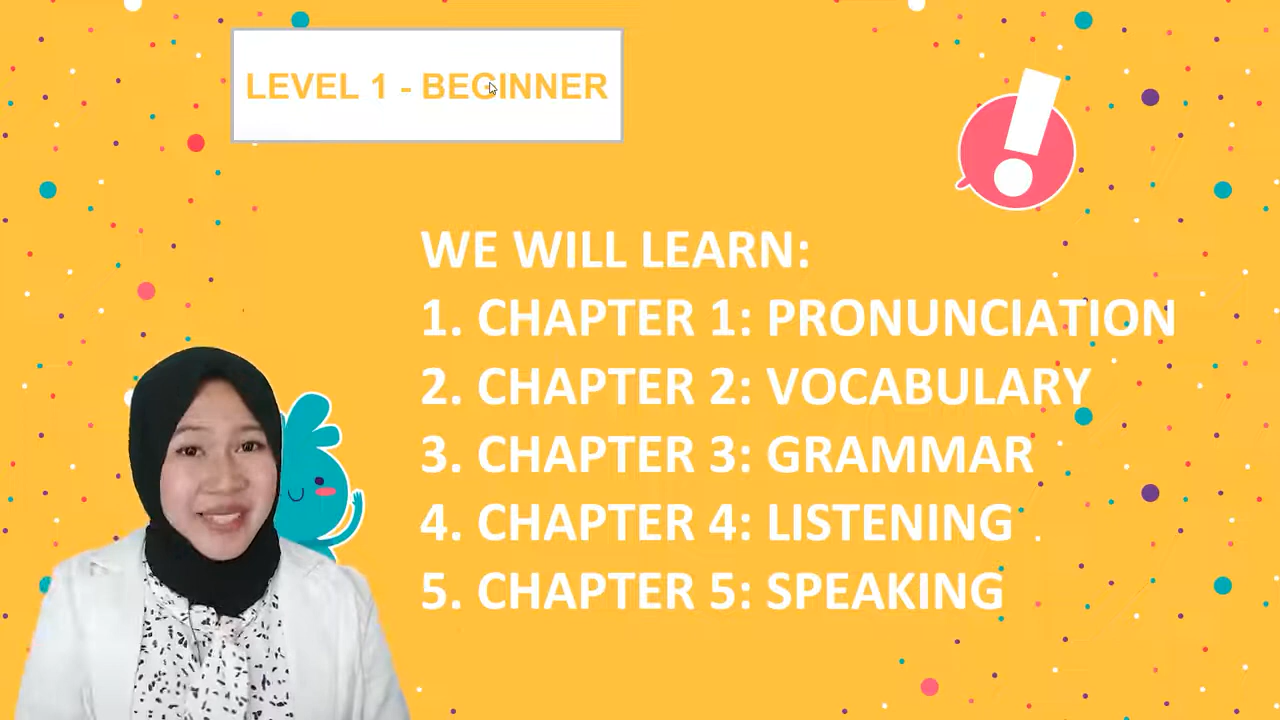 LEVEL 1 - BEGINNER
WE WILL LEARN:
1. CHAPTER 1: PRONUNCIATION
2. CHAPTER 2: VOCABULARY
3. CHAPTER 3: GRAMMAR
4. CHAPTER 4: LISTENING
5. CHAPTER 5: SPEAKING